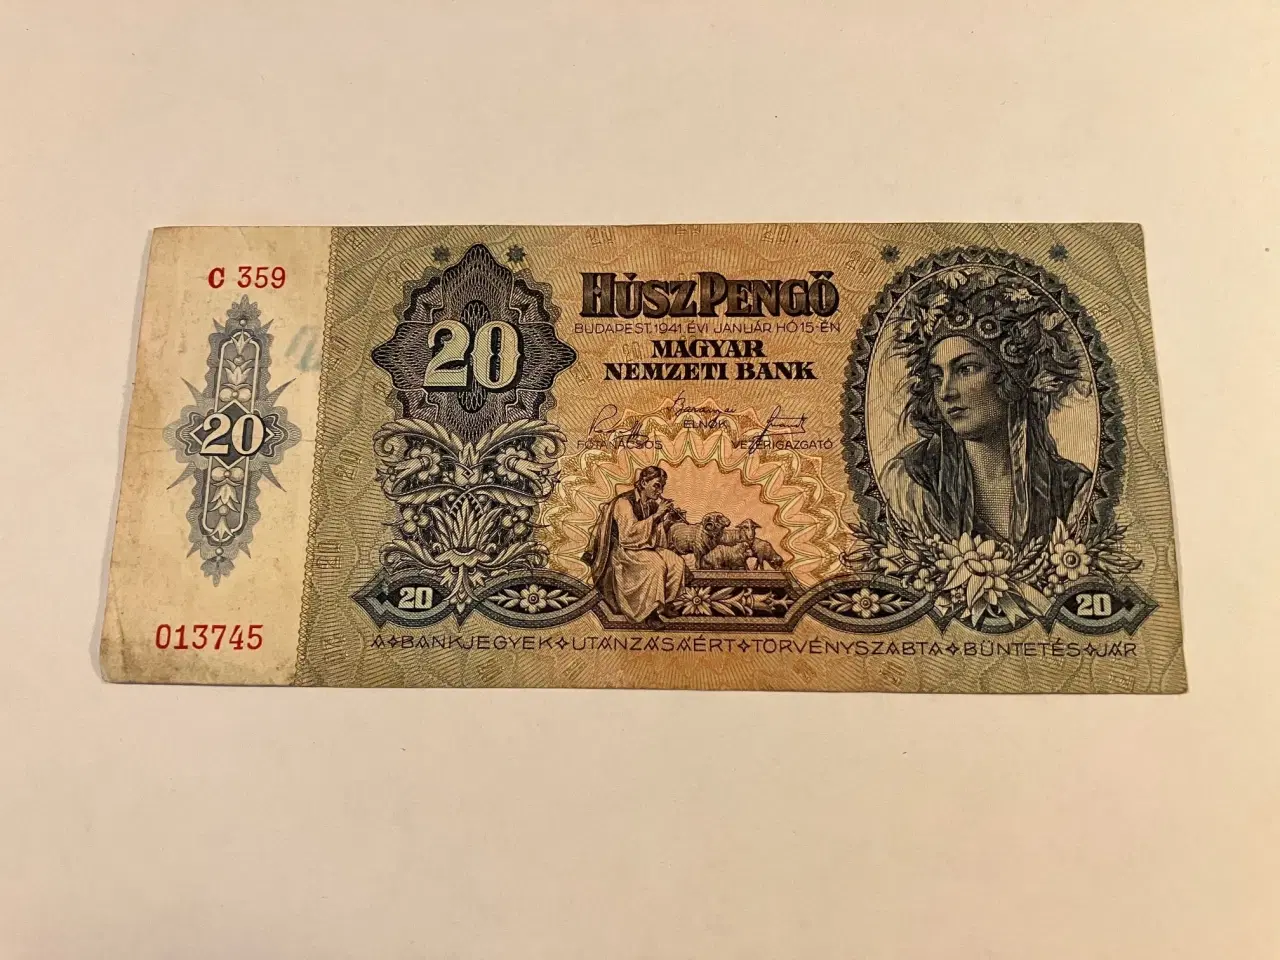 C 359
20
013745
20
HÚSZ PENGŐ
BUDAPEST, 1941. ÉVI JANUÁR HÓ 15-ÉN
MAGYAR
NEMZETI BANK
ELNÖK
FŐTANÁCSOS VEZÉRIGAZGATÓ
20 20
A BANKJEGYEK UTÁNZÁSÁÉRT TÖRVÉNYSZABTA BÜNTETÉS JÁR